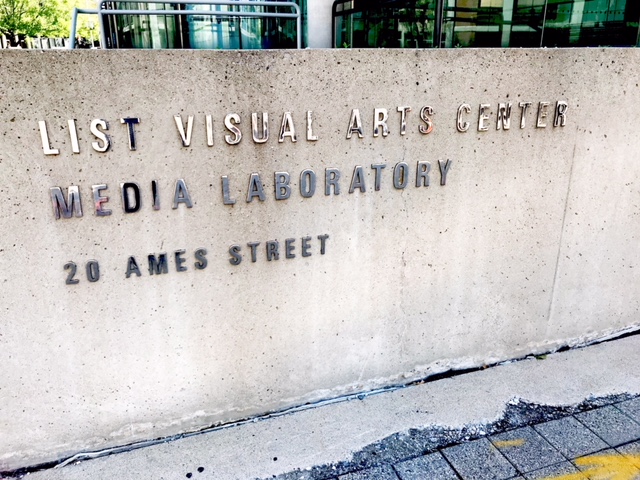 LIST VISUAL ARTS CENTER
MEDIA LABORATORY
20 AMES STREET